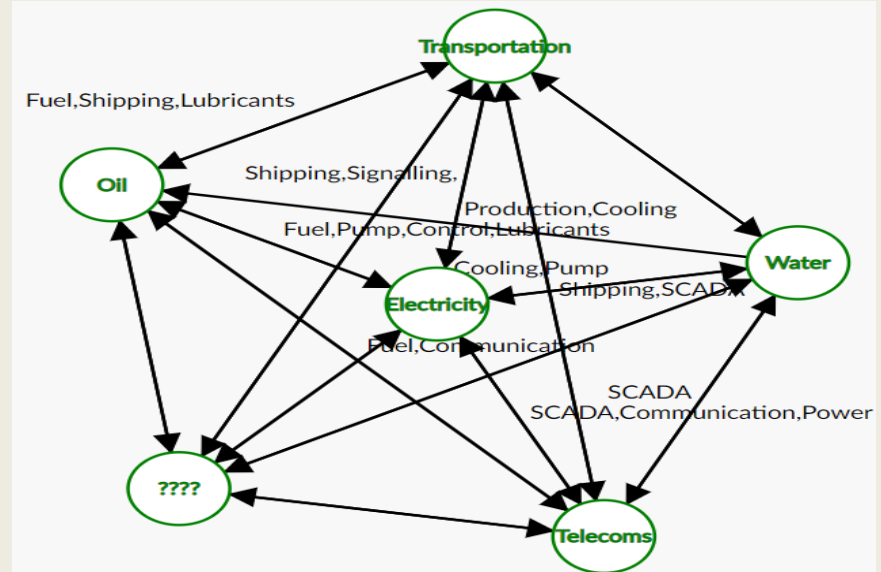 Transportation
Fuel,Shipping,Lubricants
Shipping,Signalling,
Oil
Production,Cooling
Fuel,Pump,Control,Lubricants
Water
Cooling,Pump
Shipping,SCADA
Electricity
Fuel,Communication
SCADA
SCADA,Communication,Power
????
Telecoms